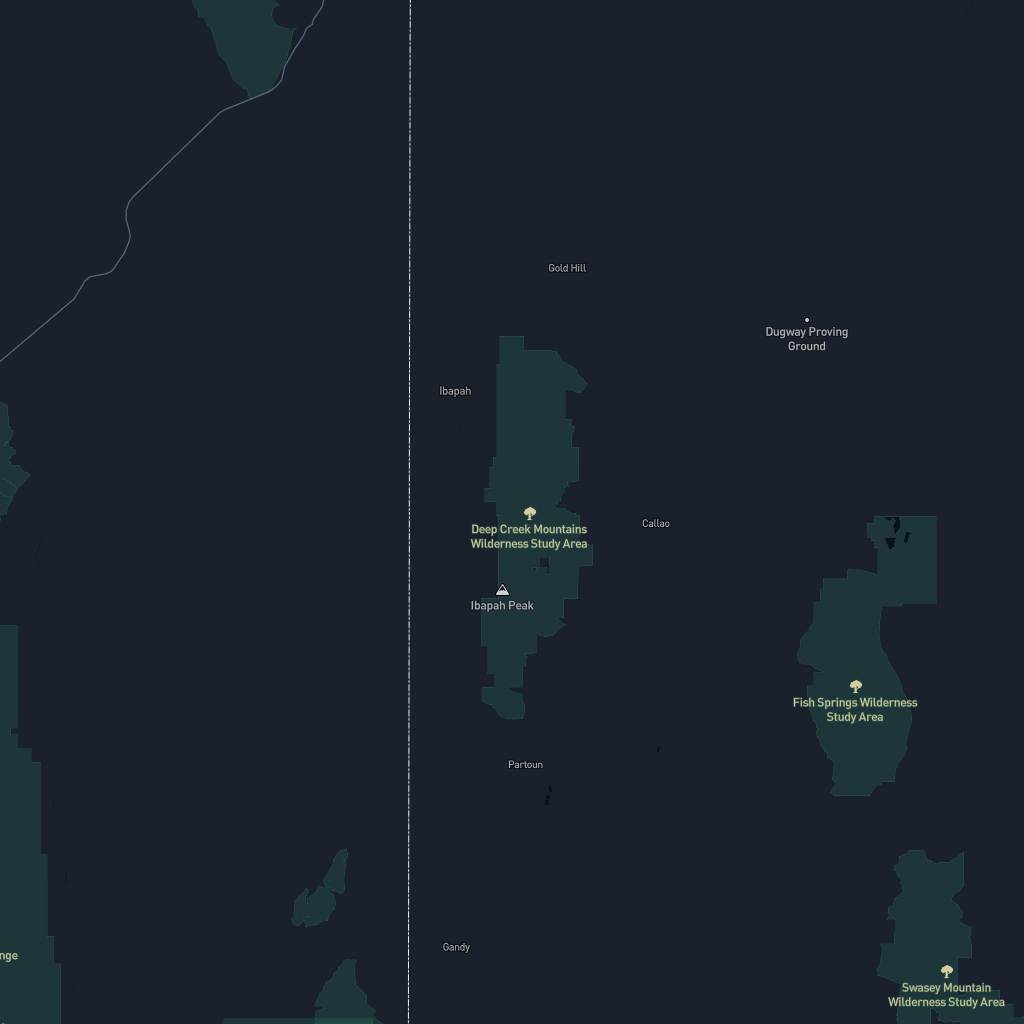 Gold Hill
Dugway Proving
Ground
Ibapah
Callao
Deep Creek Mountains
Wilderness Study Area
Ibapah Peak
Fish Springs Wilderness
Study Area
Partoun
Gandy
nge
Swasey Mountain
Wilderness Study Area